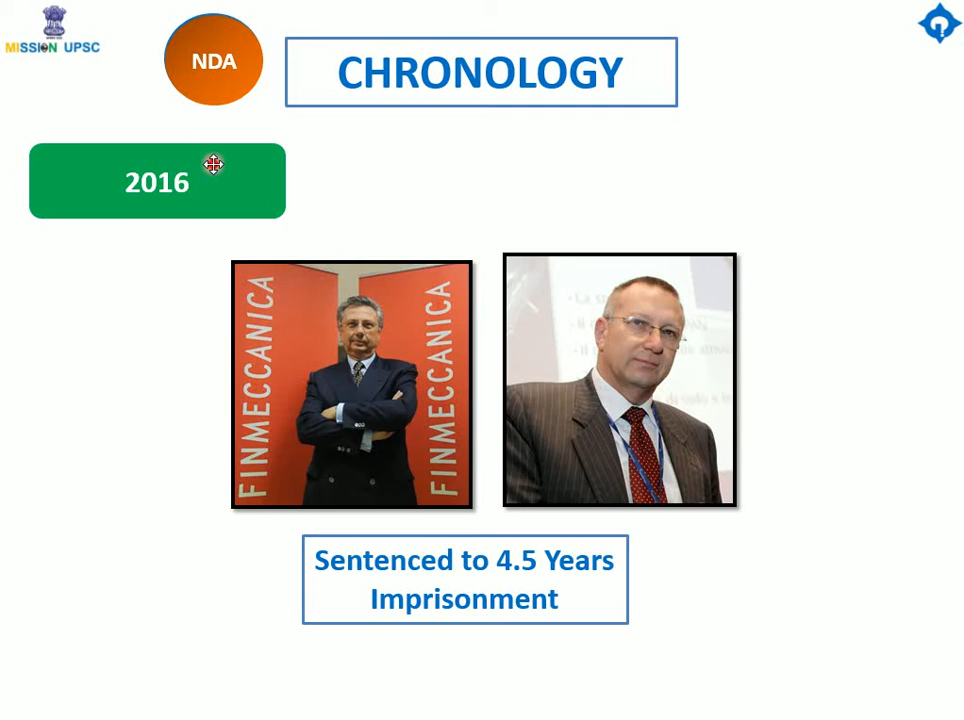 MISSION UPSC
NDA
CHRONOLOGY
2016
FINMECCANICA
FINMECCANICA
Sentenced to 4.5 Years
Imprisonment